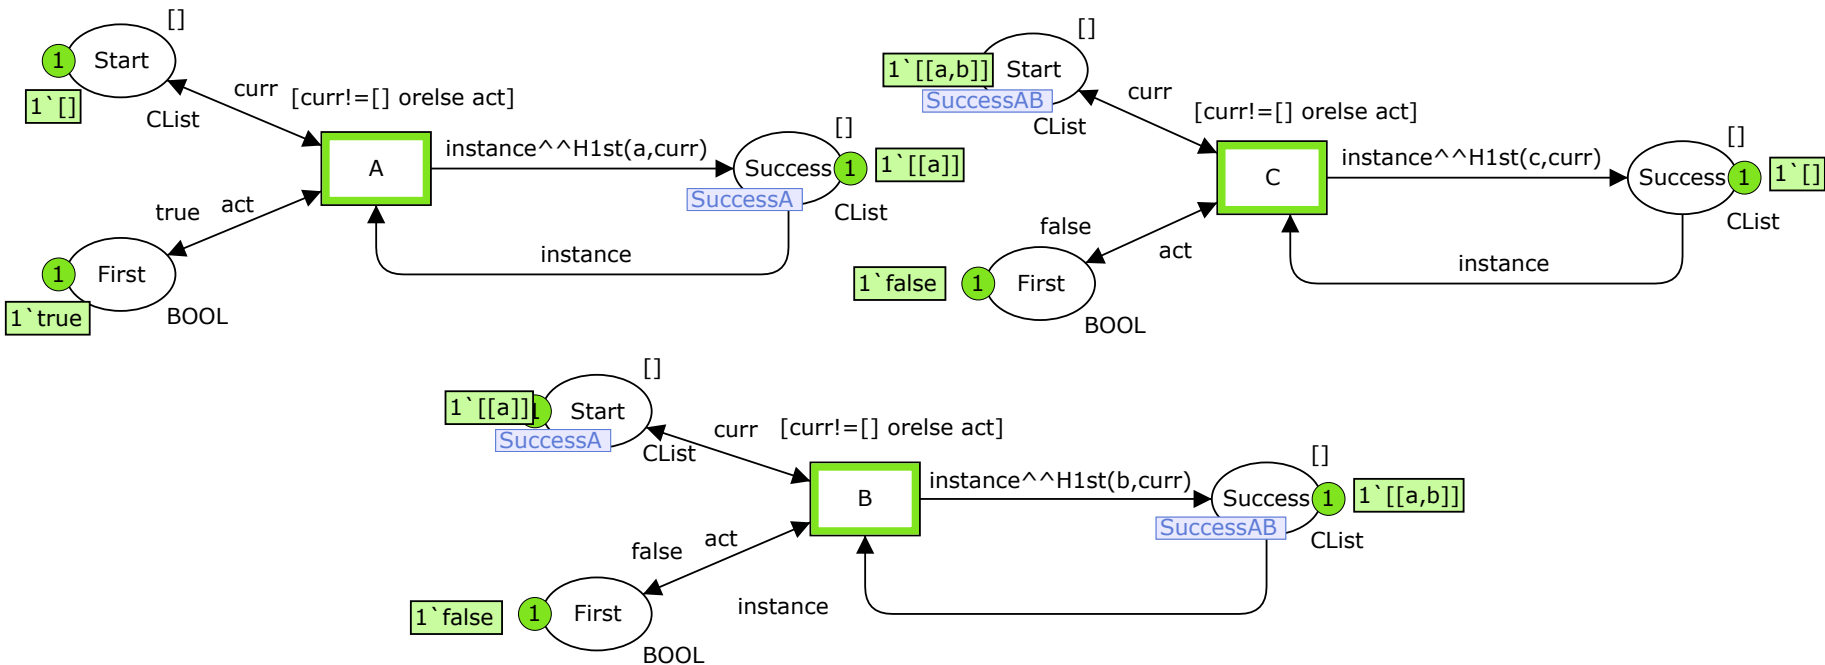 []
1
Start
1`[]
curr
[curr!=[] orelse act]
CList
A
instance^^H1st(a,curr)
[]
Success
1
1`[[a]]
SuccessA
CList
true
act
instance
1
First
1`true
BOOL
[]
1`[[a,b]]
Start
SuccessAB
curr
[curr!=[] orelse act]
CList
C
instance^^H1st(c,curr)
[]
Success
1
1`[]
CList
false
act
instance
1`false
1
First
BOOL
[]
1`[[a]]
Start
SuccessA
curr
[curr!=[] orelse act]
CList
B
instance^^H1st(b,curr)
[]
Success
1
1`[[a,b]]
SuccessAB
CList
false
act
instance
1`false
1
First
BOOL